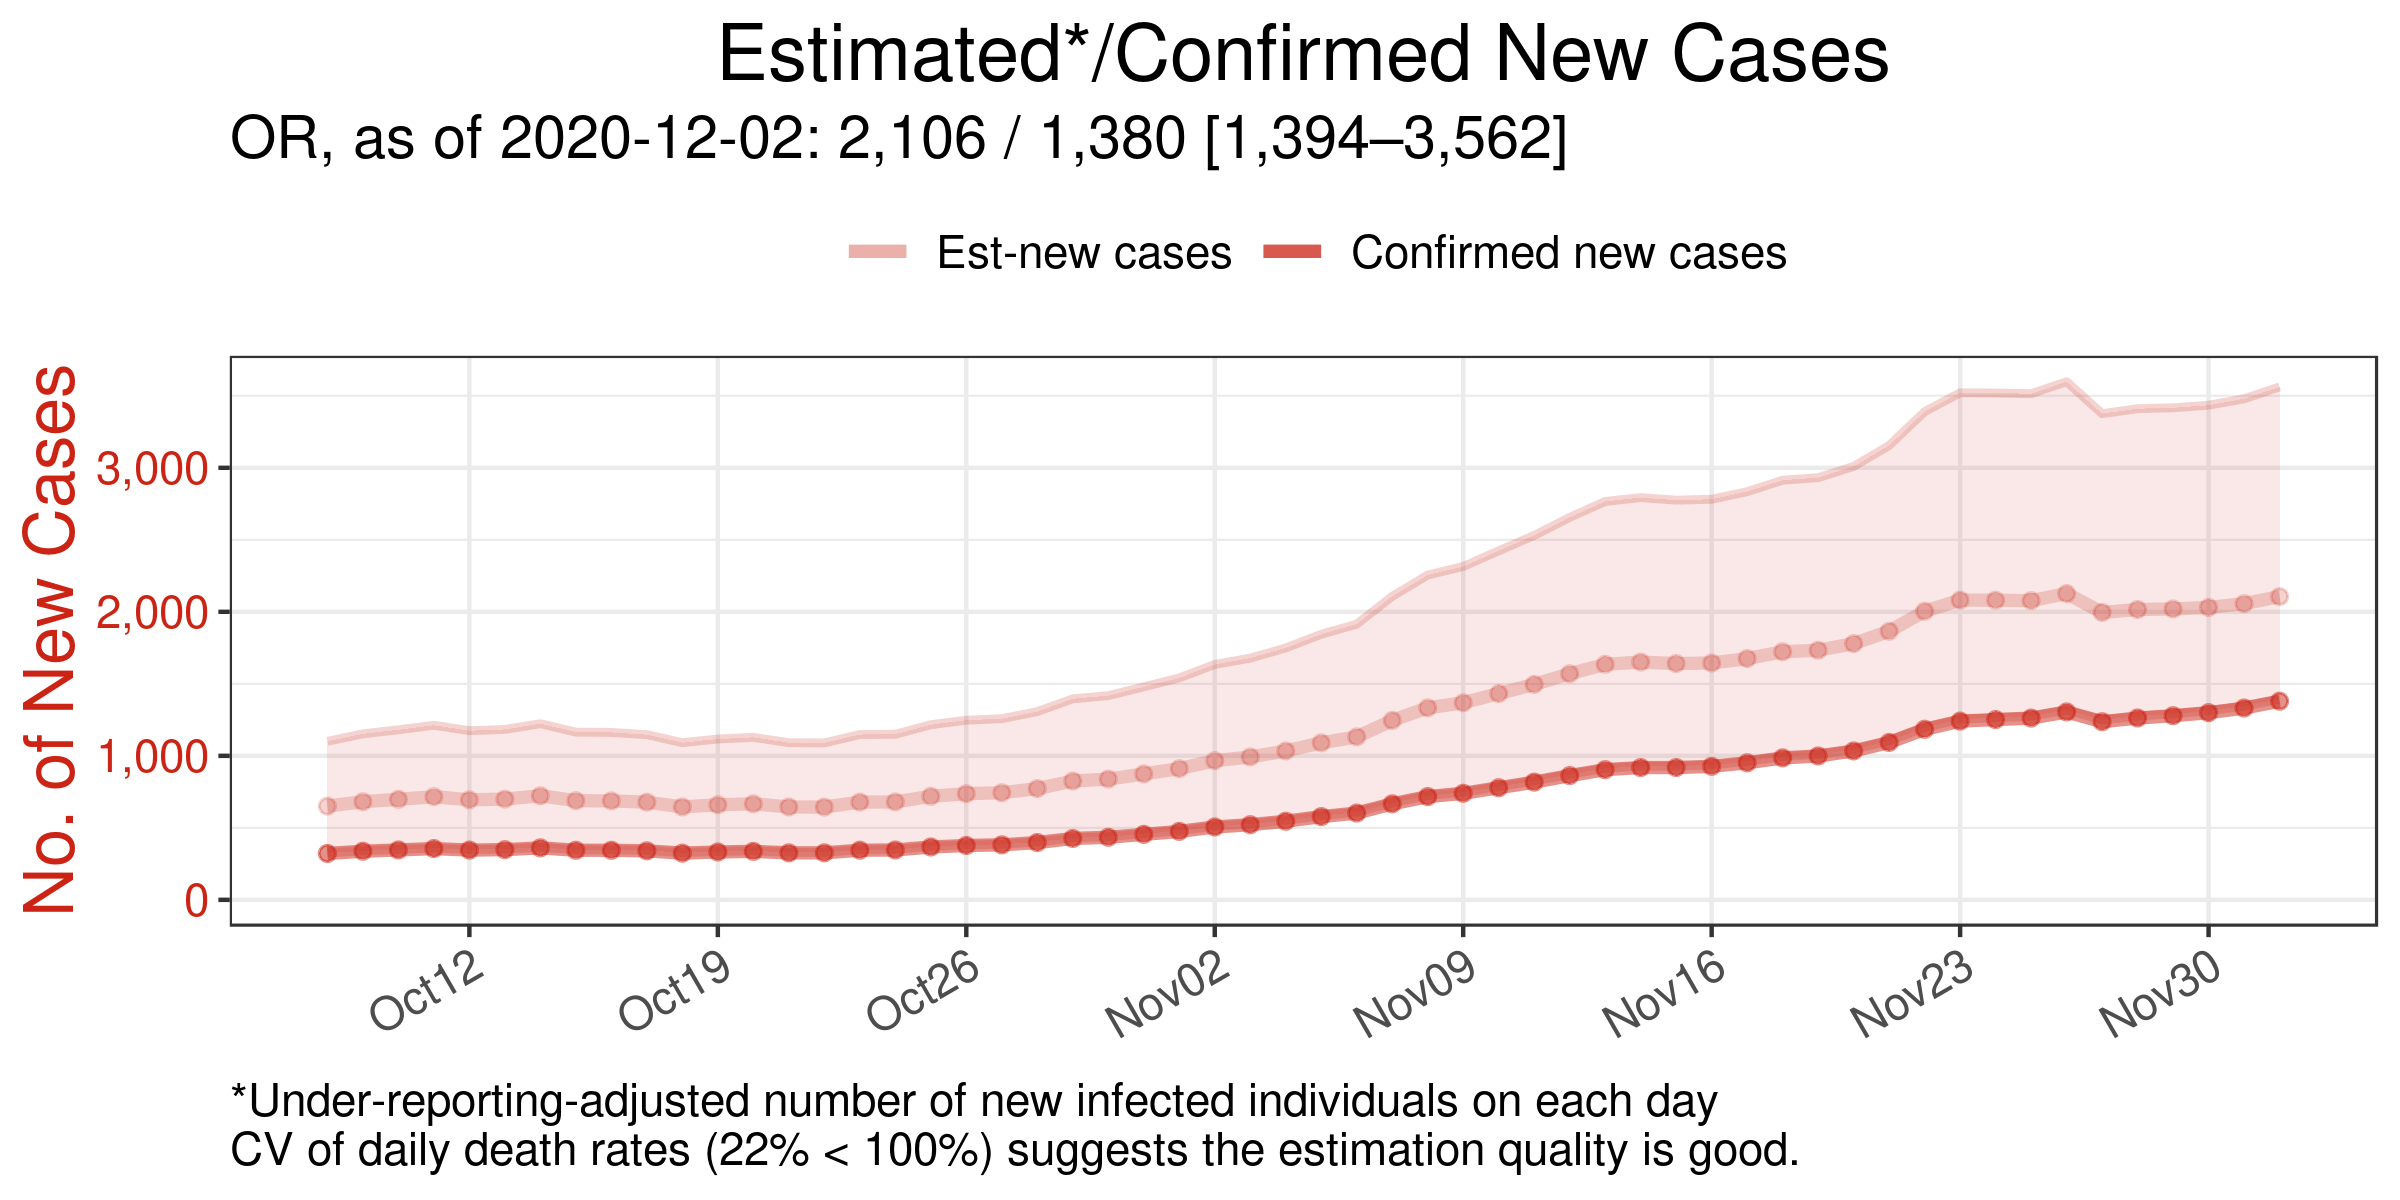 Estimated*/Confirmed New Cases
OR, as of 2020-12-02: 2,106 / 1,380 [1,394–3,562]
Est-new cases
Confirmed new cases
No. of New Cases
3,000
2,000
1,000
0
Oct12
Oct19
Oct26
Nov02
Nov09
Nov16
Nov23
Nov30
*Under-reporting-adjusted number of new infected individuals on each day
CV of daily death rates (22% < 100%) suggests the estimation quality is good.